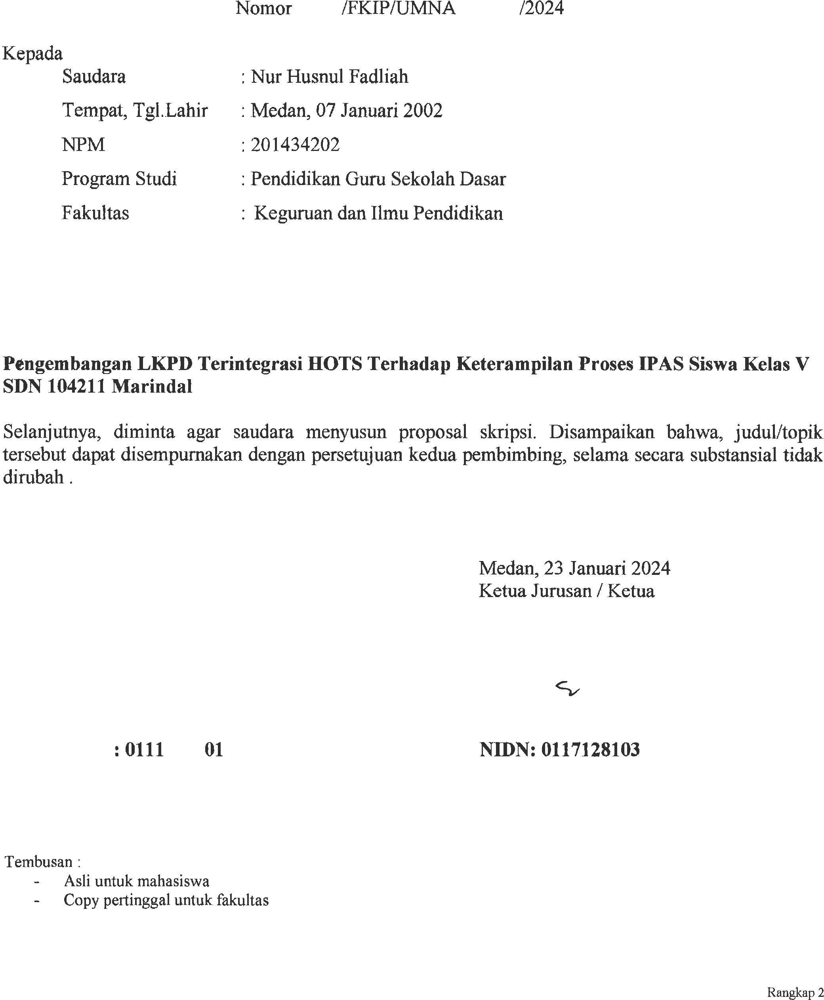 Nomor /FKIP/UMNA /2024
Kepada
Saudara : Nur Husnul Fadliah
Tempat, Tgl.Lahir : Medan, 07 Januari 2002
NPM : 201434202
Program Studi : Pendidikan Guru Sekolah Dasar
Fakultas : Keguruan dan Ilmu Pendidikan
Pengembangan LKPD Terintegrasi HOTS Terhadap Keterampilan Proses IPAS Siswa Kelas V
SDN 104211 Marindal
Selanjutnya, diminta agar saudara menyusun proposal skripsi. Disampaikan bahwa, judul/topik
tersebut dapat disempurnakan dengan persetujuan kedua pembimbing, selama secara substansial tidak
dirubah .
Medan, 23 Januari 2024
Ketua Jurusan / Ketua
: 0111 01 NIDN: 0117128103
Tembusan :
- Asli untuk mahasiswa
- Copy pertinggal untuk fakultas
Rangkap 2